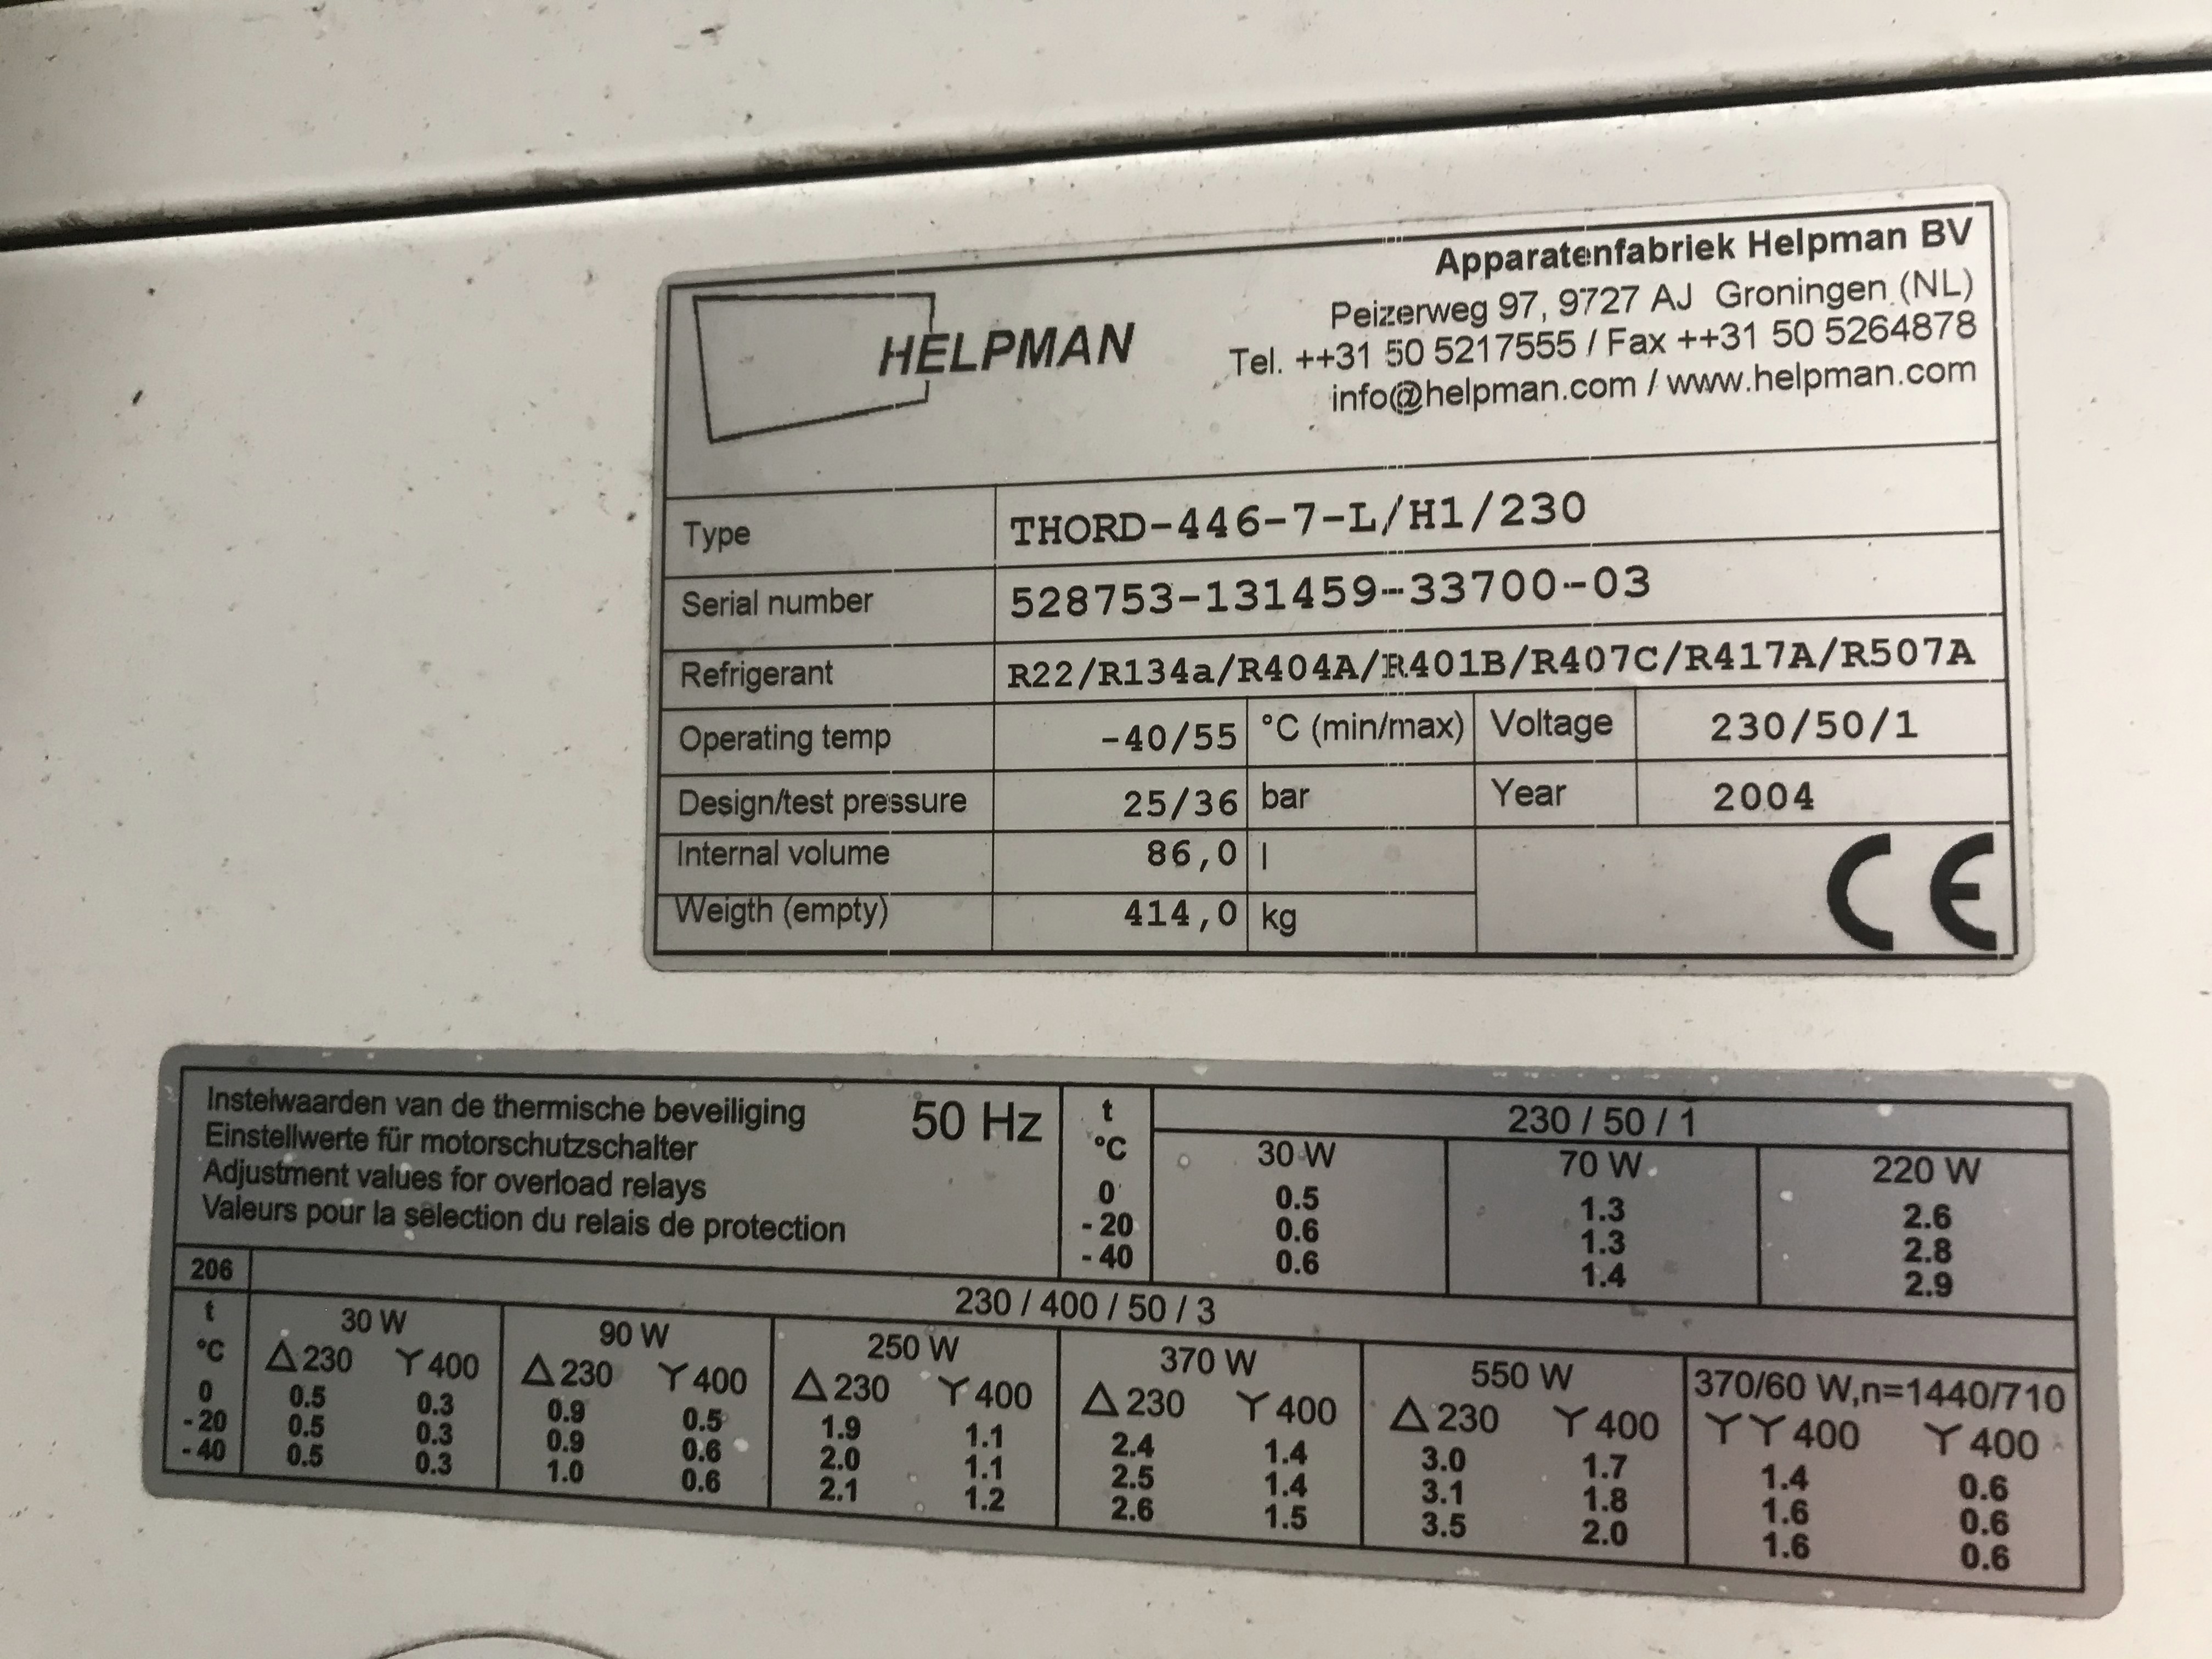 HELPMAN
Apparatenfabriek Helpman BV
Peizerweg 97, 9727 AJ Groningen (NL)
Tel. ++31 50 5217555 / Fax ++31 50 5264878
info@helpman.com / www.helpman.com
Type THORD-446-7-L/H1/230
Serial number 528753-131459-33700-03
Refrigerant R22/R134a/R404A/R401B/R407C/R417A/R507A
Operating temp -40/55 °C (min/max) Voltage 230/50/1
Design/test pressure 25/36 bar Year 2004
Internal volume 86,0 l
Weigth (empty) 414,0 kg
CE
Instelwaarden van de thermische beveiliging 50 Hz
Einstellwerte für motorschutzschalter
Adjustment values for overload relays
Valeurs pour la sélection du relais de protection
t 230 / 50 / 1
°C 30 W 70 W 220 W
0 0.5 1.3 2.6
- 20 0.6 1.3 2.8
- 40 0.6 1.4 2.9
206 230 / 400 / 50 / 3
t 30 W 90 W 250 W 370 W 550 W 370/60 W,n=1440/710
°C △230 Y400 △230 Y400 △230 Y400 △230 Y400 △230 Y400 YY400 Y400
0 0.5 0.3 0.9 0.5 1.9 1.1 2.4 1.4 3.0 1.7 1.4 0.6
- 20 0.5 0.3 0.9 0.6 2.0 1.1 2.5 1.4 3.1 1.8 1.6 0.6
- 40 0.5 0.3 1.0 0.6 2.1 1.2 2.6 1.5 3.5 2.0 1.6 0.6